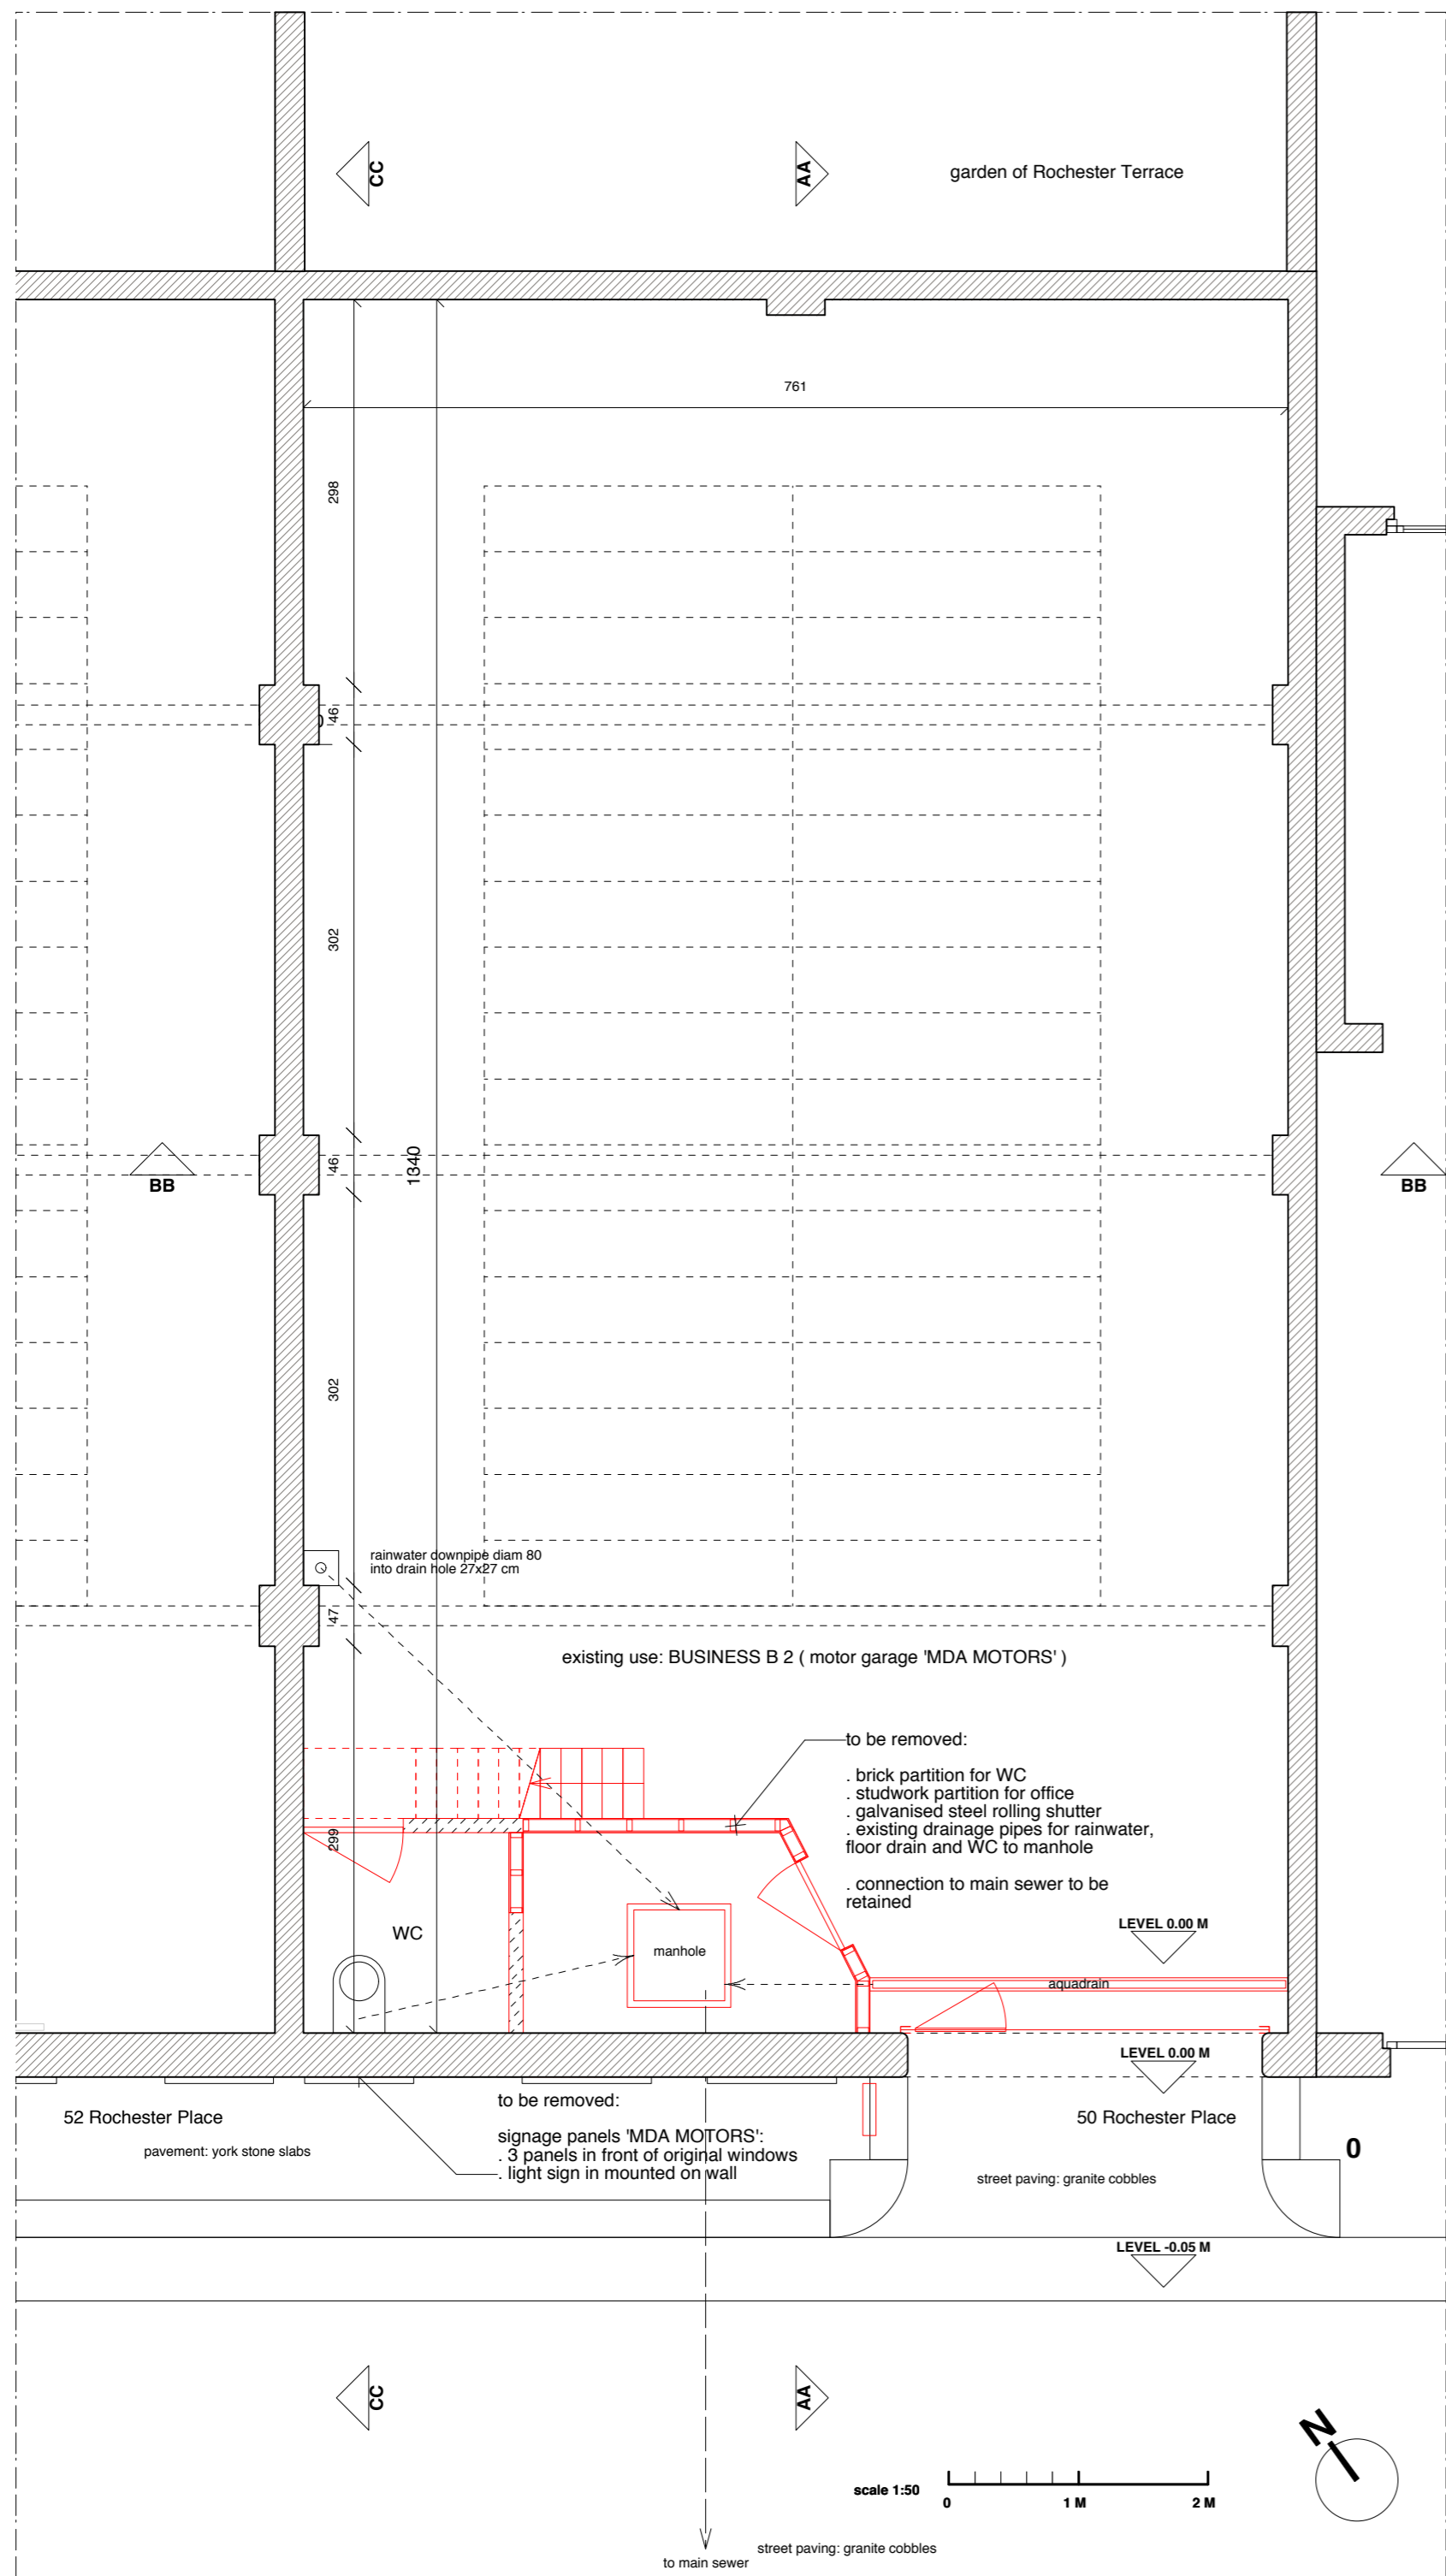 CC
AA
garden of Rochester Terrace
761
298
46
302
46
1340
BB
BB
302
rainwater downpipe diam 80
into drain hole 27x27 cm
47
existing use: BUSINESS B 2 ( motor garage 'MDA MOTORS' )
to be removed:
. brick partition for WC
. studwork partition for office
. galvanised steel rolling shutter
. existing drainage pipes for rainwater,
floor drain and WC to manhole
. connection to main sewer to be
retained
299
WC
manhole
LEVEL 0.00 M
aquadrain
LEVEL 0.00 M
52 Rochester Place
pavement: york stone slabs
to be removed:
signage panels 'MDA MOTORS':
. 3 panels in front of original windows
. light sign in mounted on wall
50 Rochester Place
0
street paving: granite cobbles
LEVEL -0.05 M
CC
AA
N
scale 1:50
0 1 M 2 M
street paving: granite cobbles
to main sewer